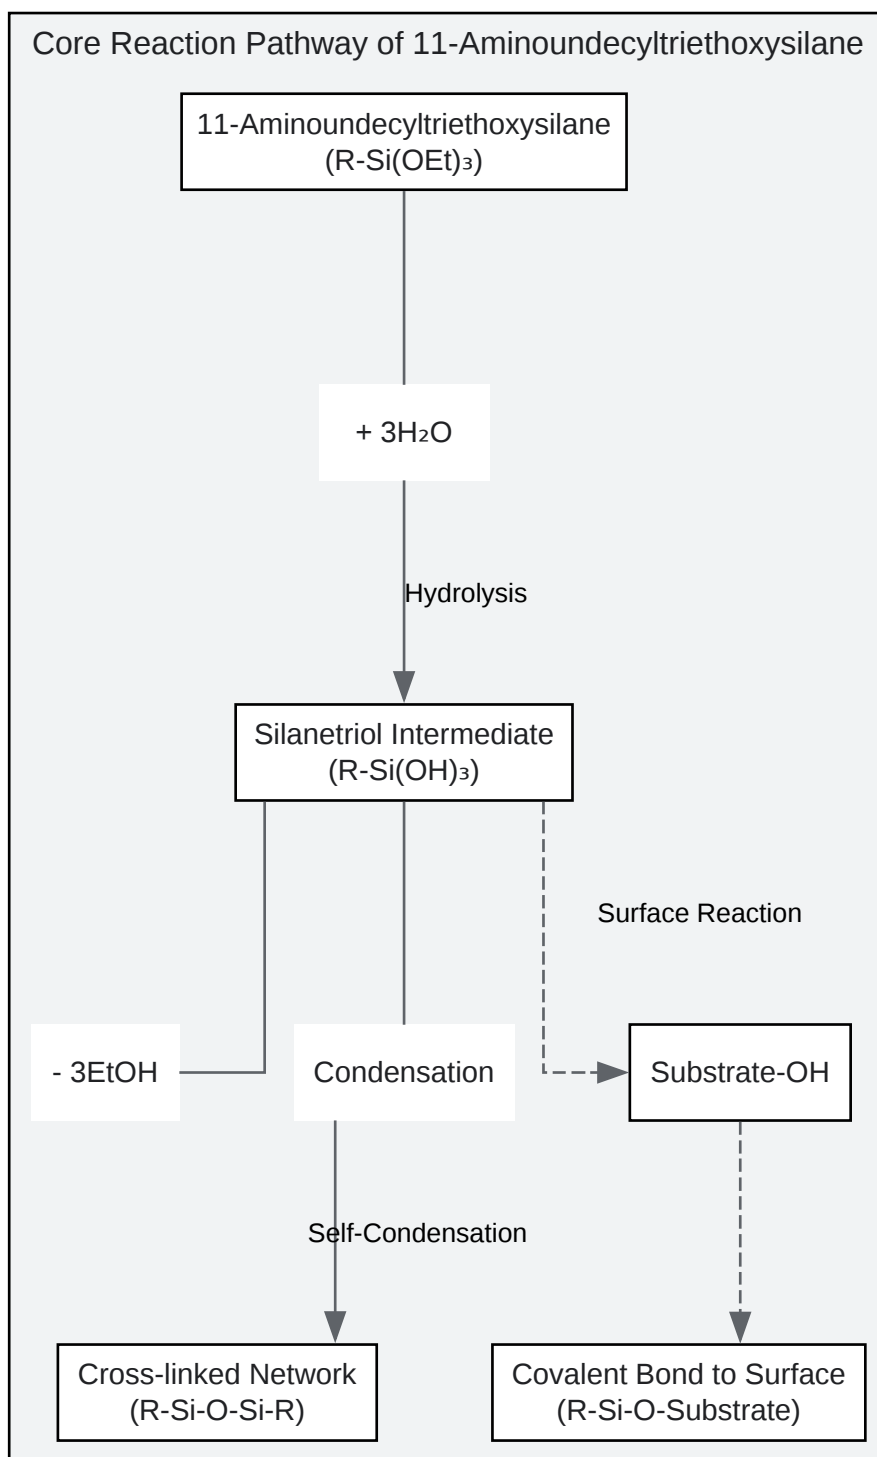 Core Reaction Pathway of 11-Aminoundecyltriethoxysilane
11-Aminoundecyltriethoxysilane
(R-Si(OEt)₃)
+ 3H₂O
Hydrolysis
Silanetriol Intermediate
(R-Si(OH)₃)
Surface Reaction
- 3EtOH
Condensation
Substrate-OH
Self-Condensation
Cross-linked Network
(R-Si-O-Si-R)
Covalent Bond to Surface
(R-Si-O-Substrate)